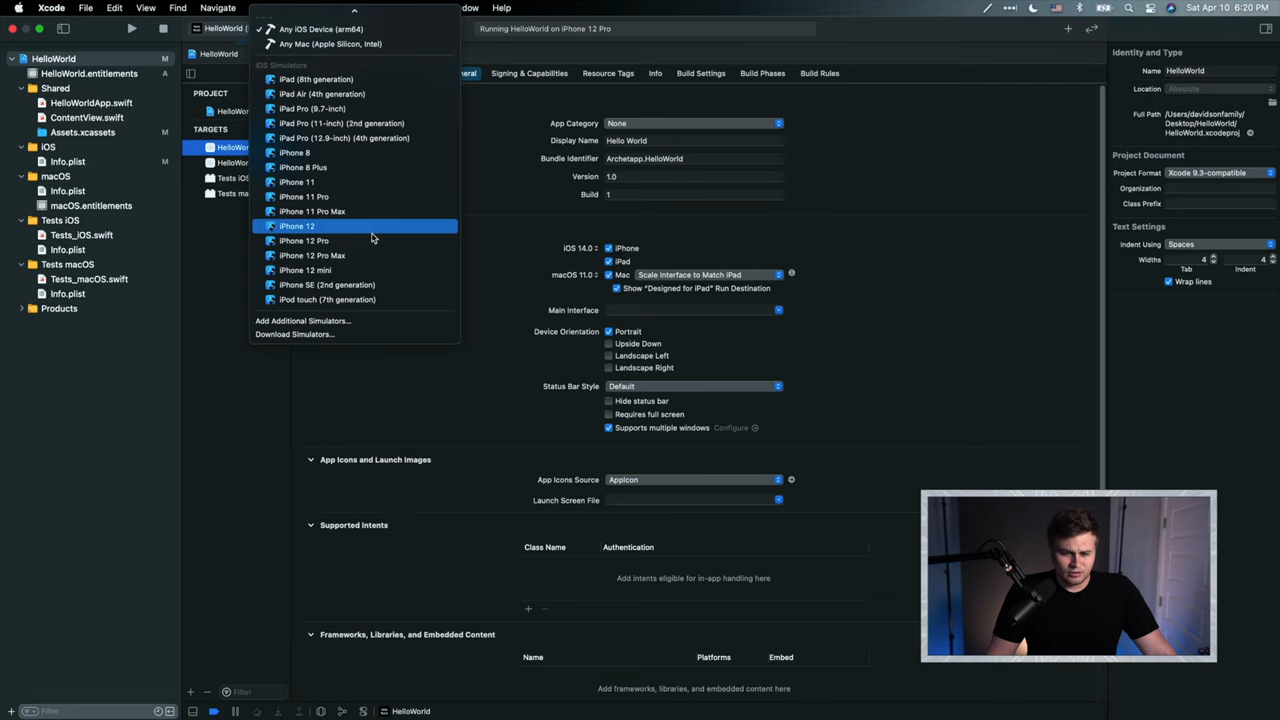 Xcode File Edit View Find Navigate Window Help Sat Apr 10 6:20 PM
HelloWorld ( Running HelloWorld on iPhone 12 Pro
Any iOS Device (arm64)
Any Mac (Apple Silicon, Intel)
iOS Simulators
iPad (8th generation)
iPad Air (4th generation)
iPad Pro (9.7-inch)
iPad Pro (11-inch) (2nd generation)
iPad Pro (12.9-inch) (4th generation)
iPhone 8
iPhone 8 Plus
iPhone 11
iPhone 11 Pro
iPhone 11 Pro Max
iPhone 12
iPhone 12 Pro
iPhone 12 Pro Max
iPhone 12 mini
iPhone SE (2nd generation)
iPod touch (7th generation)
Add Additional Simulators...
Download Simulators...
HelloWorld M
HelloWorld.entitlements
Shared
HelloWorldApp.swift
ContentView.swift
Assets.xcassets
iOS
Info.plist M
macOS
Info.plist
macOS.entitlements
Tests iOS
Tests_iOS.swift
Info.plist
Tests macOS
Tests_macOS.swift
Info.plist
Products
Filter
HelloWorld
PROJECT
HelloWor
TARGETS
HelloWor
HelloWor
Tests iOS
Tests ma
Filter
neral Signing & Capabilities Resource Tags Info Build Settings Build Phases Build Rules
App Category None
Display Name Hello World
Bundle Identifier Archetapp.HelloWorld
Version 1.0
Build 1
iOS 14.0 iPhone
iPad
macOS 11.0 Mac Scale Interface to Match iPad
Show "Designed for iPad" Run Destination
Main Interface
Device Orientation Portrait
Upside Down
Landscape Left
Landscape Right
Status Bar Style Default
Hide status bar
Requires full screen
Supports multiple windows Configure
App Icons and Launch Images
App Icons Source AppIcon
Launch Screen File
Supported Intents
Class Name Authentication
Add intents eligible for in-app handling here
Frameworks, Libraries, and Embedded Content
Name Platforms Embed
Add frameworks, libraries, and embedded content here
HelloWorld
Identity and Type
Name HelloWorld
Location Absolute
Full Path /Users/davidsonfamily/
Desktop/HelloWorld/
HelloWorld.xcodeproj
Project Document
Project Format Xcode 9.3-compatible
Organization
Class Prefix
Text Settings
Indent Using Spaces
Widths 4 4
Tab Indent
Wrap lines